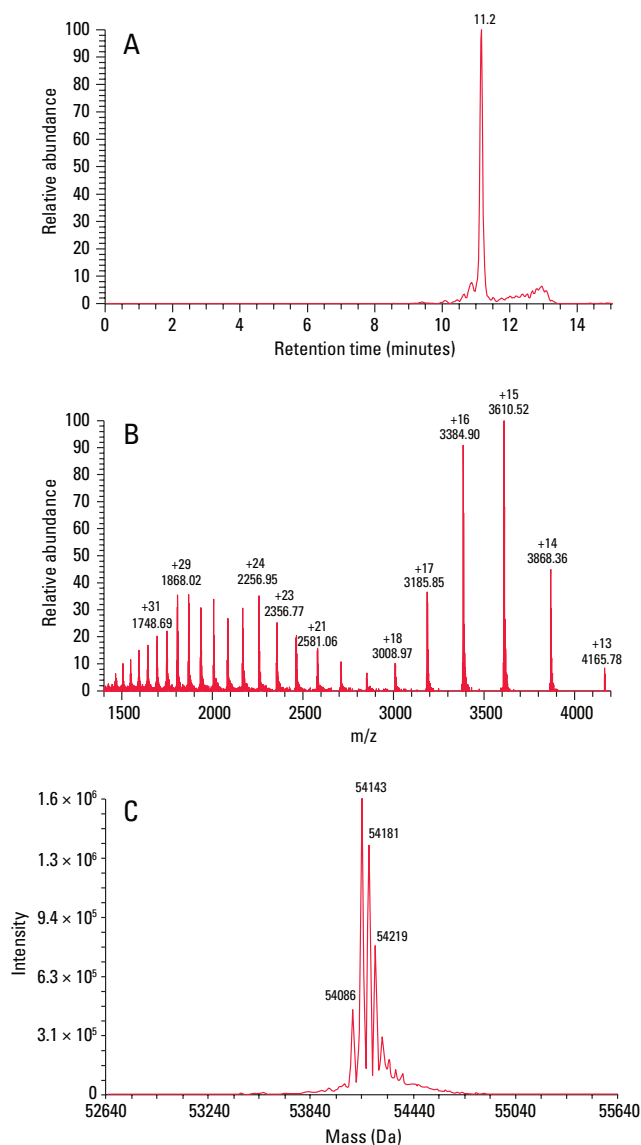 A
11.2
100
90
80
70
60
50
40
30
20
10
0
Relative abundance
0 2 4 6 8 10 12 14
Retention time (minutes)
B
100
90
80
70
60
50
40
30
20
10
0
Relative abundance
+31
1748.69
+29
1868.02
+24
2256.95
+23
2356.77
+21
2581.06
+18
3008.97
+17
3185.85
+16
3384.90
+15
3610.52
+14
3868.36
+13
4165.78
1500 2000 2500 3000 3500 4000
m/z
C
1.6 × 10⁶
1.3 × 10⁶
9.4 × 10⁵
6.3 × 10⁵
3.1 × 10⁵
0
Intensity
54143
54181
54219
54086
52640 53240 53840 54440 55040 55640
Mass (Da)